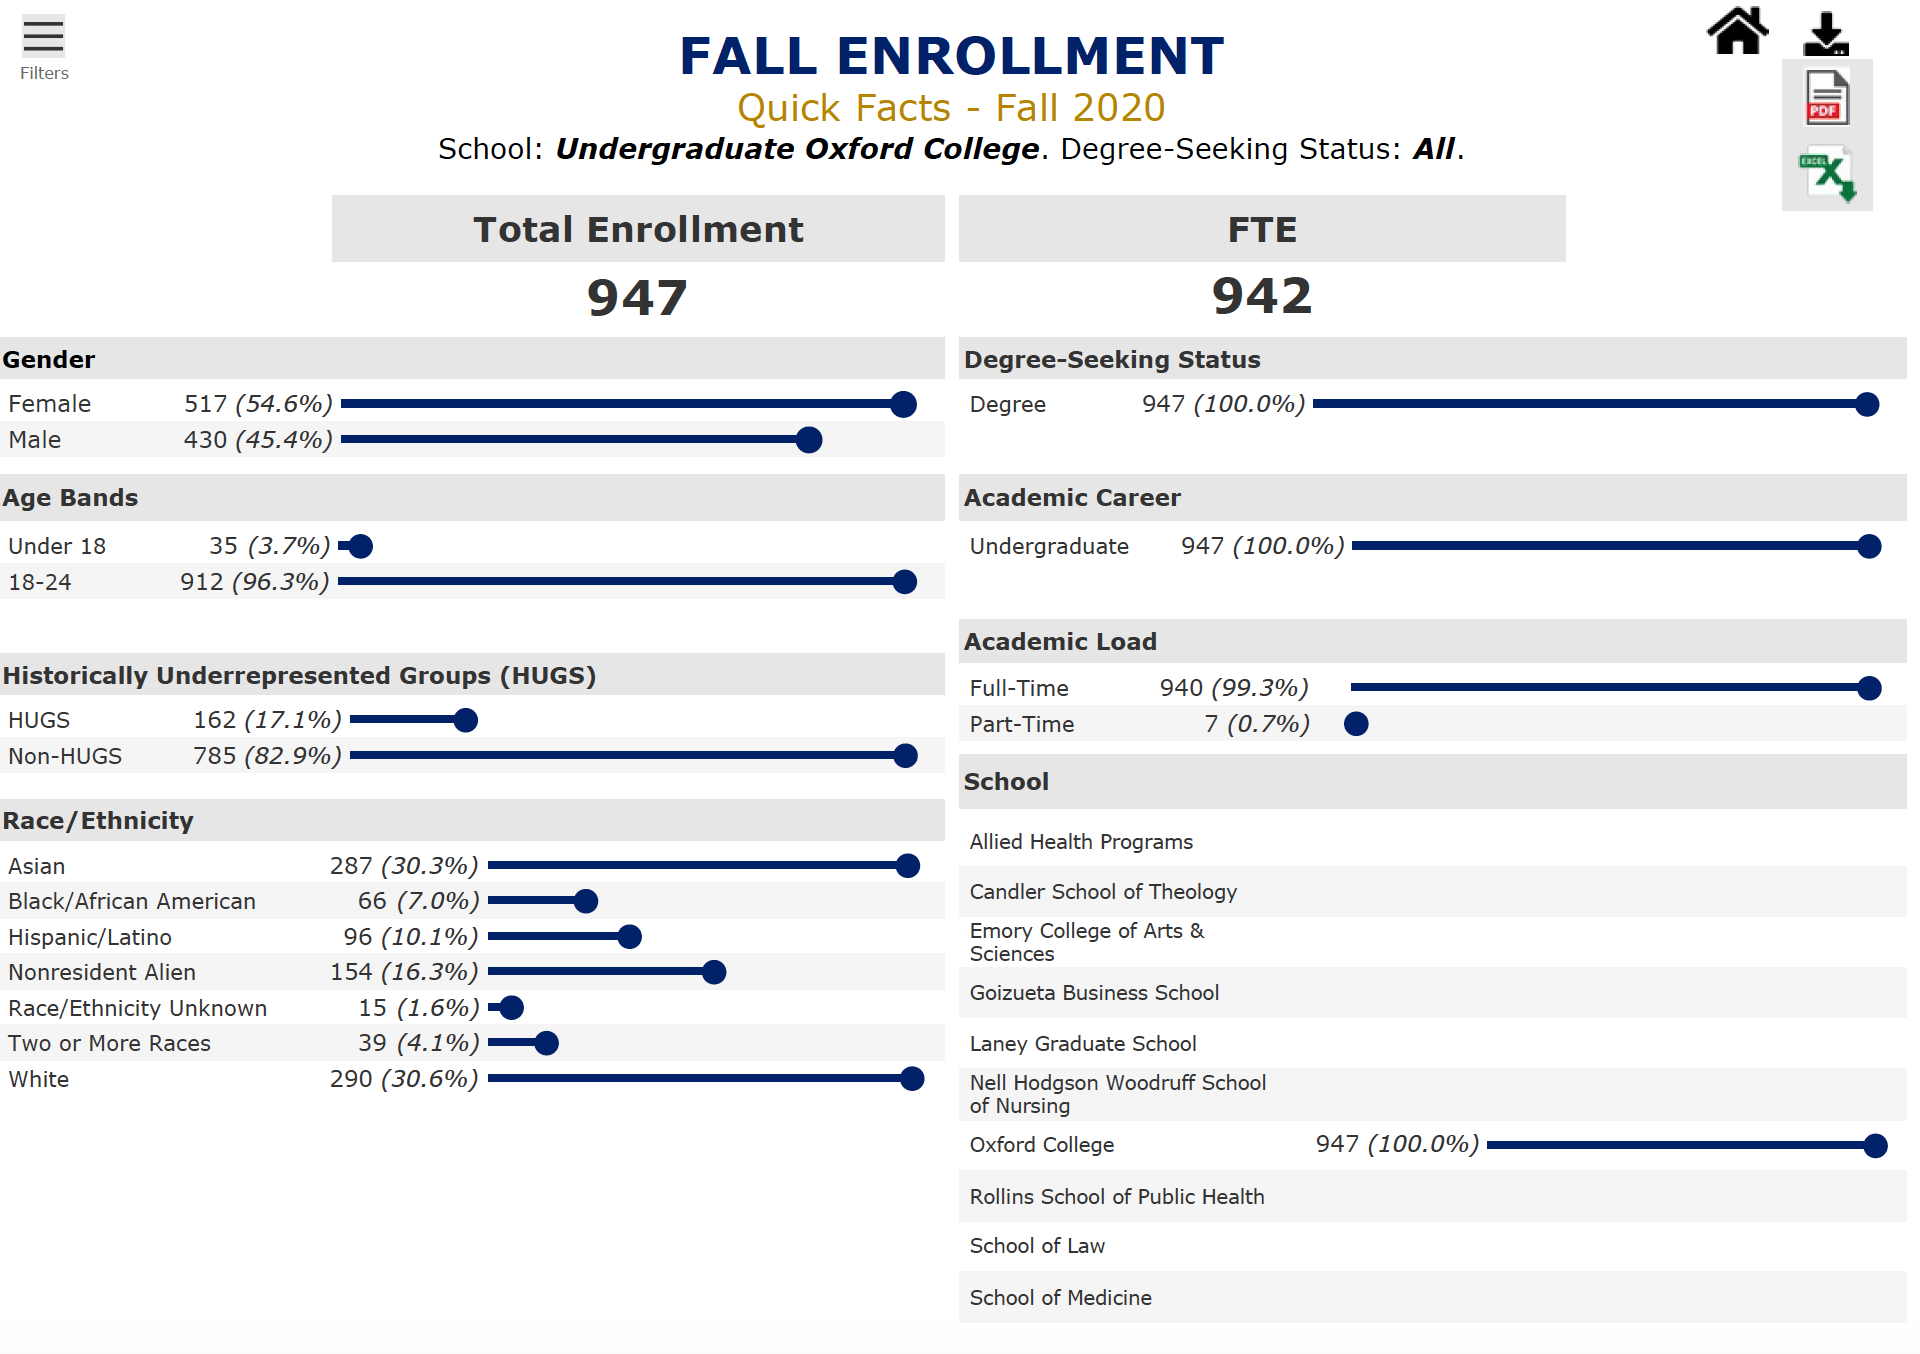 Filters
FALL ENROLLMENT
Quick Facts - Fall 2020
School: Undergraduate Oxford College. Degree-Seeking Status: All.
PDF
EXCEL
X
Total Enrollment
947
FTE
942
Gender
Female 517 (54.6%)
Male 430 (45.4%)
Age Bands
Under 18 35 (3.7%)
18-24 912 (96.3%)
Historically Underrepresented Groups (HUGS)
HUGS 162 (17.1%)
Non-HUGS 785 (82.9%)
Race/Ethnicity
Asian 287 (30.3%)
Black/African American 66 (7.0%)
Hispanic/Latino 96 (10.1%)
Nonresident Alien 154 (16.3%)
Race/Ethnicity Unknown 15 (1.6%)
Two or More Races 39 (4.1%)
White 290 (30.6%)
Degree-Seeking Status
Degree 947 (100.0%)
Academic Career
Undergraduate 947 (100.0%)
Academic Load
Full-Time 940 (99.3%)
Part-Time 7 (0.7%)
School
Allied Health Programs
Candler School of Theology
Emory College of Arts &
Sciences
Goizueta Business School
Laney Graduate School
Nell Hodgson Woodruff School
of Nursing
Oxford College 947 (100.0%)
Rollins School of Public Health
School of Law
School of Medicine